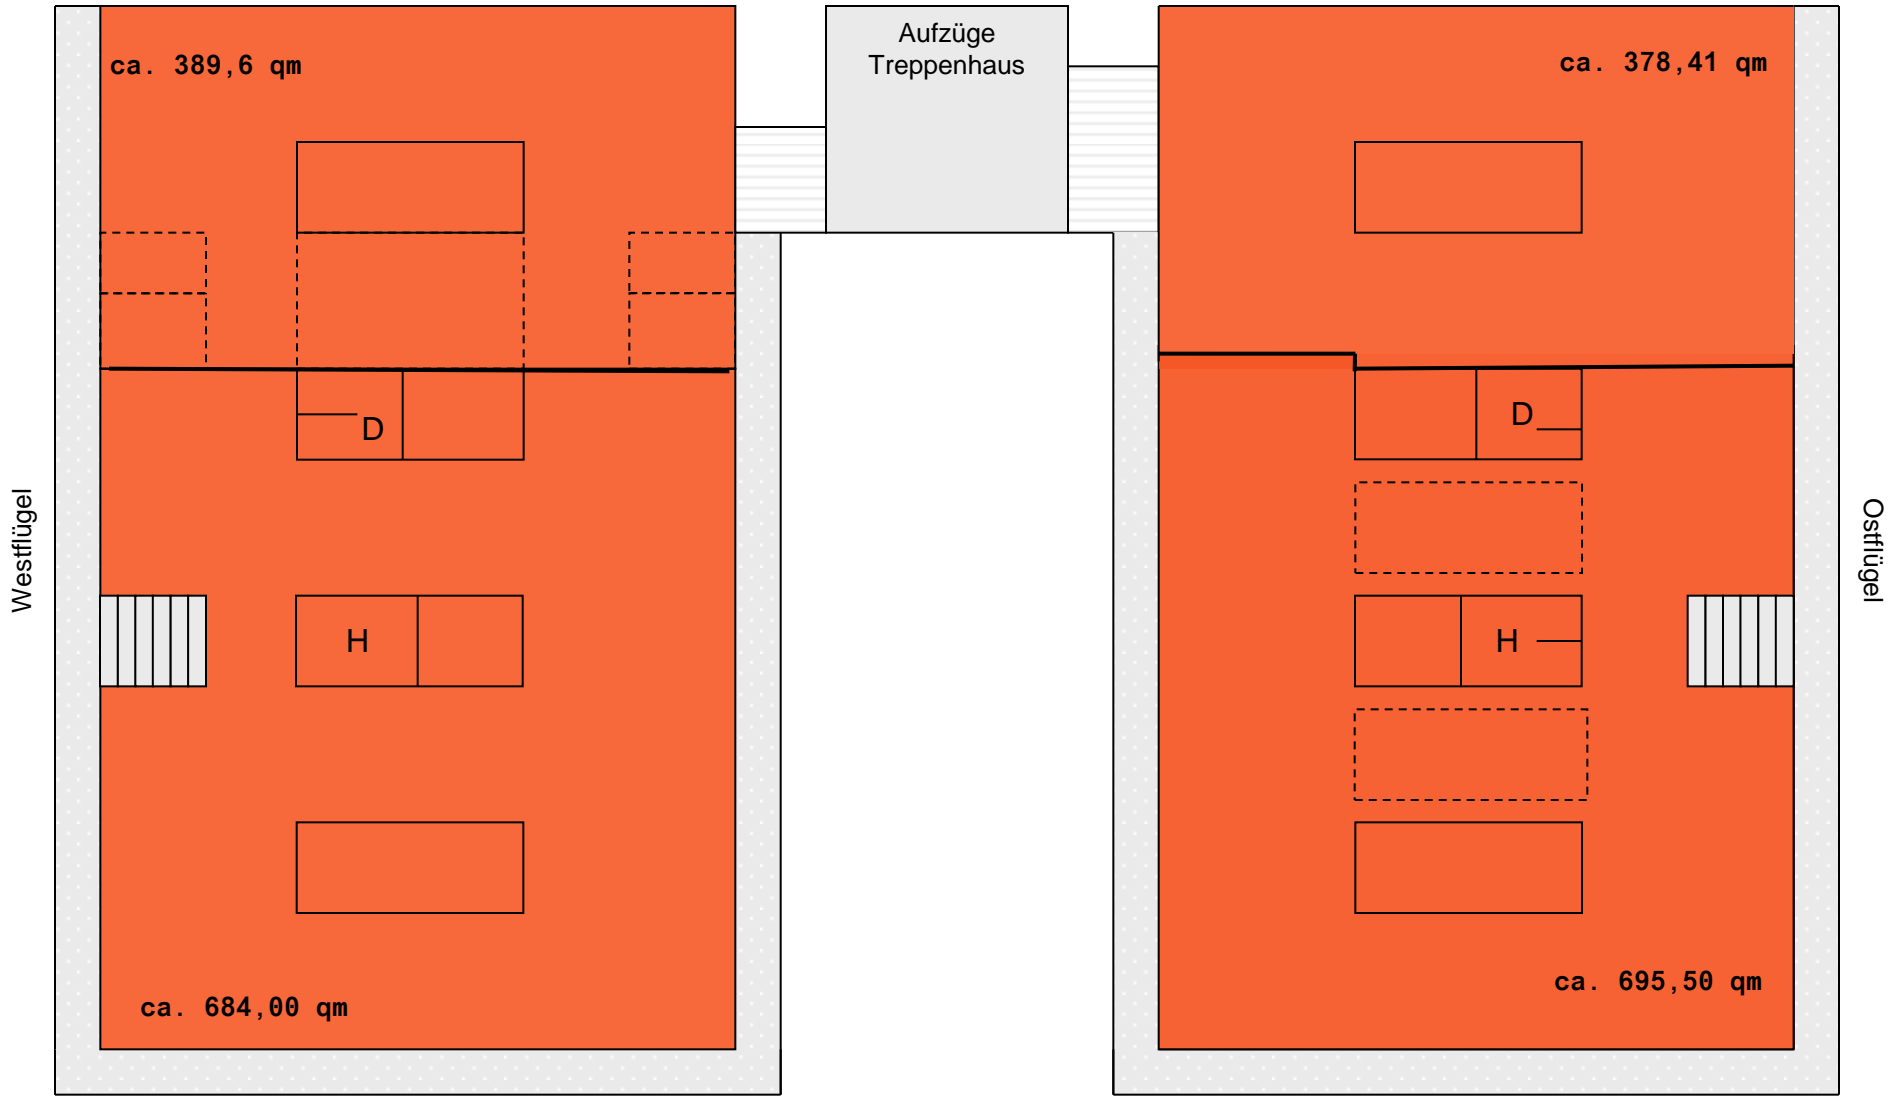 Aufzüge
Treppenhaus
ca. 389,6 qm
ca. 378,41 qm
D
D
Westflügel
Ostflügel
H
H
ca. 684,00 qm
ca. 695,50 qm